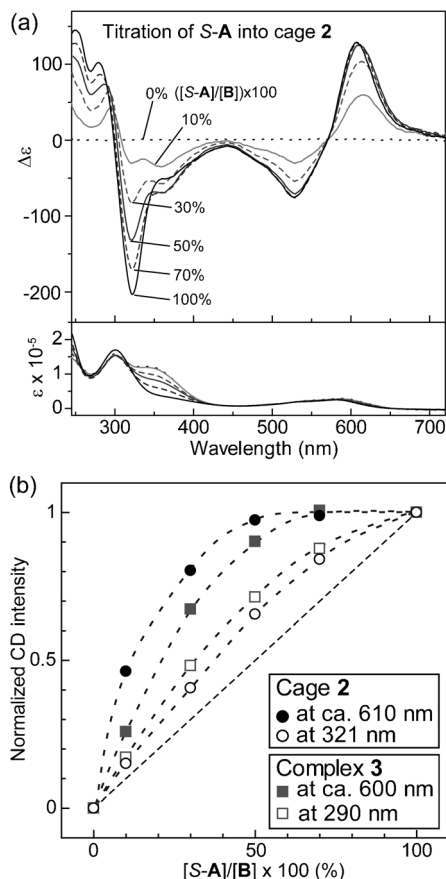 (a)
Titration of S-A into cage 2
0% ([S-A]/[B])x100
10%
30%
50%
70%
100%
100
0
-100
-200
Δε
2
1
0
ε x 10⁻⁵
300 400 500 600 700
Wavelength (nm)
(b)
1
0.5
0
Normalized CD intensity
Cage 2
at ca. 610 nm
at 321 nm
Complex 3
at ca. 600 nm
at 290 nm
0 50 100
[S-A]/[B] x 100 (%)